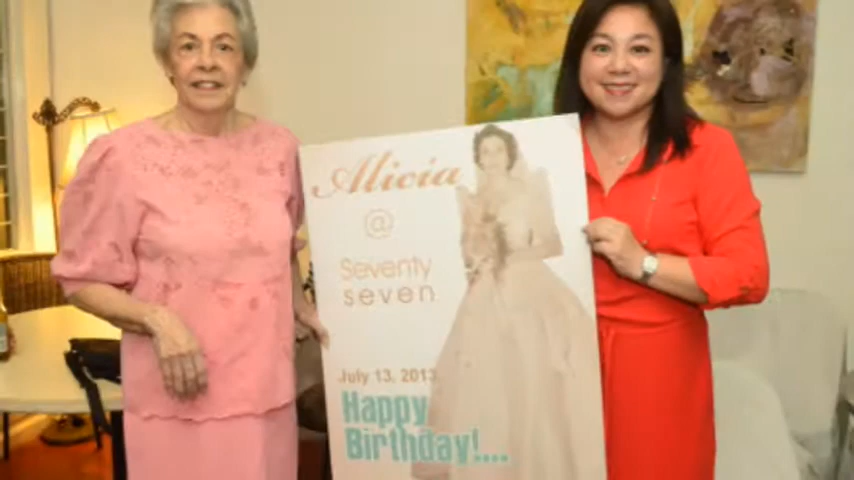 Alicia
@
Seventy
seven
July 13, 2013
Happy
Birthday!....